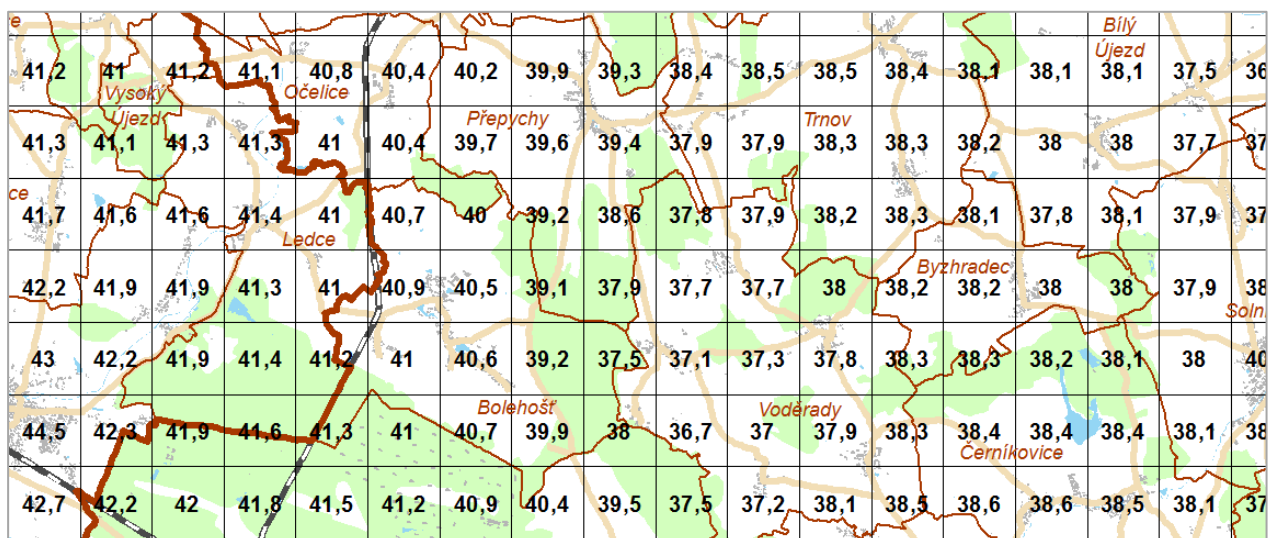 Bílý
Újezd
41,2 41 41,2 41,1 40,8 40,4 40,2 39,9 39,3 38,4 38,5 38,5 38,4 38,1 38,1 38,1 37,5 36
Vysoký
Újezd
Očelice
Přepychy
Trnov
41,3 41,1 41,3 41,3 41 40,4 39,7 39,6 39,4 37,9 37,9 38,3 38,3 38,2 38 38 37,7 37
ce
41,7 41,6 41,6 41,4 41 40,7 40 39,2 38,6 37,8 37,9 38,2 38,3 38,1 37,8 38,1 37,9 37
Ledce
Byzhradec
42,2 41,9 41,9 41,3 41 40,9 40,5 39,1 37,9 37,7 37,7 38 38,2 38,2 38 38 37,9 38
Soln
43 42,2 41,9 41,4 41,2 41 40,6 39,2 37,5 37,1 37,3 37,8 38,3 38,3 38,2 38,1 38 40
Bolehošť
Voděrady
44,5 42,3 41,9 41,6 41,3 41 40,7 39,9 38 36,7 37 37,9 38,3 38,4 38,4 38,4 38,1 38
Černíkovice
42,7 42,2 42 41,8 41,5 41,2 40,9 40,4 39,5 37,5 37,2 38,1 38,5 38,6 38,6 38,5 38,1 37